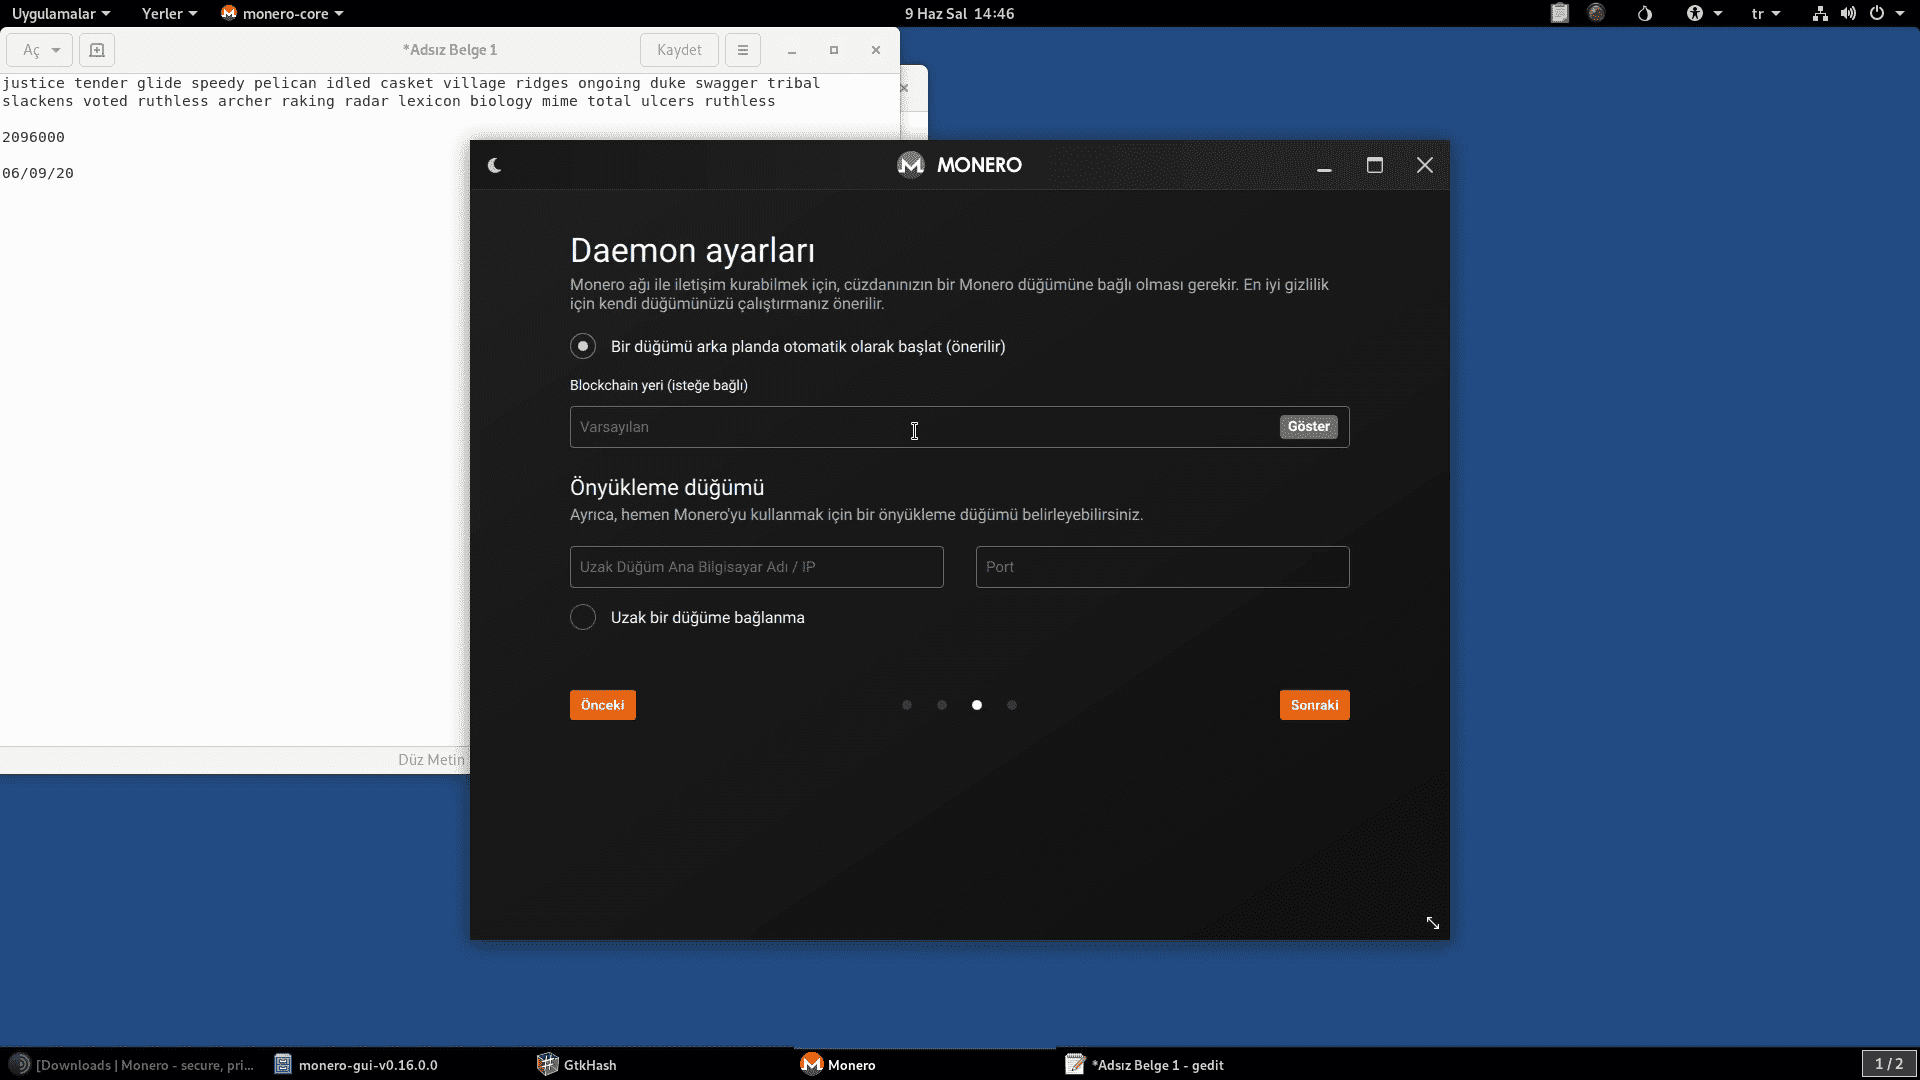 Uygulamalar Yerler monero-core 9 Haz Sal 14:46 tr
Aç *Adsız Belge 1 Kaydet
justice tender glide speedy pelican idled casket village ridges ongoing duke swagger tribal
slackens voted ruthless archer raking radar lexicon biology mime total ulcers ruthless
2096000
06/09/20
Düz Metin
MONERO
Daemon ayarları
Monero ağı ile iletişim kurabilmek için, cüzdanınızın bir Monero düğümüne bağlı olması gerekir. En iyi gizlilik
için kendi düğümünüzü çalıştırmanız önerilir.
Bir düğümü arka planda otomatik olarak başlat (önerilir)
Blockchain yeri (isteğe bağlı)
Varsayılan Göster
Önyükleme düğümü
Ayrıca, hemen Monero'yu kullanmak için bir önyükleme düğümü belirleyebilirsiniz.
Uzak Düğüm Ana Bilgisayar Adı / IP Port
Uzak bir düğüme bağlanma
Önceki Sonraki
[Downloads | Monero - secure, pri... monero-gui-v0.16.0.0 GtkHash Monero *Adsız Belge 1 - gedit 1 / 2